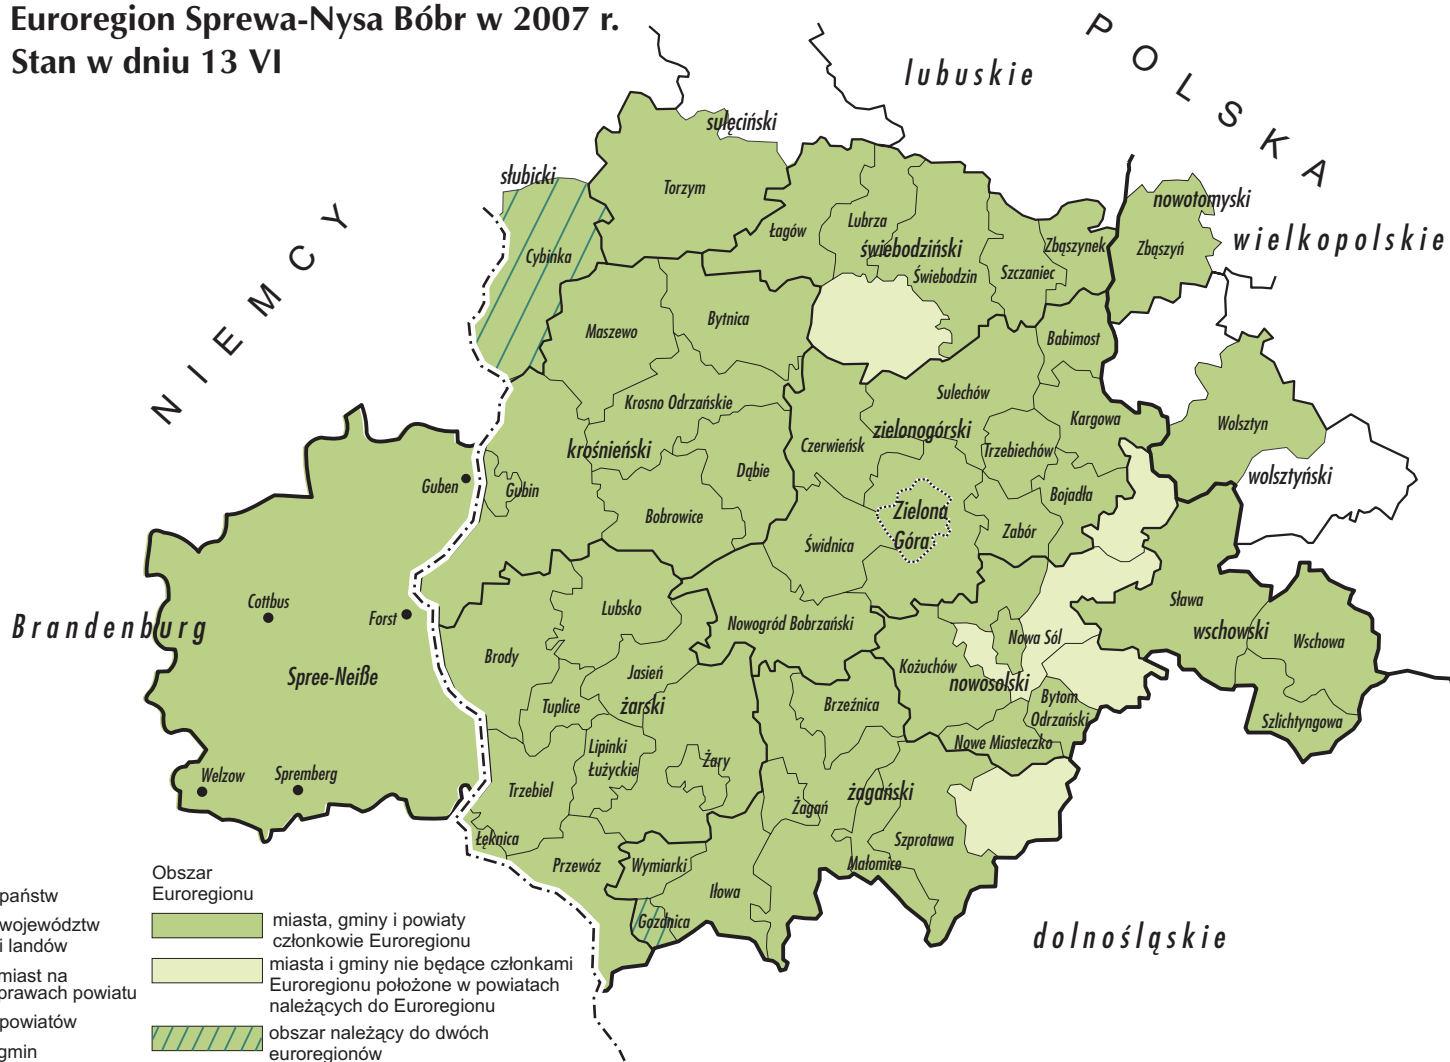 Euroregion Sprewa-Nysa Bóbr w 2007 r.
Stan w dniu 13 VI
POLSKA
lubuskie
sulęciński
słubicki
nowotomyski
wielkopolskie
NIEMCY
Torzym
Łagów
Lubrza
świebodziński
Świebodzin
Szczaniec
Zbąszynek
Zbąszyń
Cybinka
Maszewo
Bytnica
Babimost
Krosno Odrzańskie
Sulechów
Kargowa
Wolsztyn
krośnieński
Czerwieńsk
zielonogórski
Trzebiechów
wolsztyński
Dąbie
Guben
Gubin
Bobrowice
Bojadła
Zielona
Góra
Zabór
Świdnica
Cottbus
Forst
Brandenburg
Lubsko
Nowogród Bobrzański
Nowa Sól
Sława
wschowski
Wschowa
Spree-Neiße
Brody
Jasień
Kożuchów
nowosolski
Tuplice
żarski
Brzeźnica
Bytom
Odrzański
Szlichtyngowa
Nowe Miasteczko
Lipinki
Łużyckie
Żary
Welzow
Spremberg
Trzebiel
Żagań
żagański
Łęknica
Szprotawa
Przewóz
Wymiarki
Iłowa
Małomice
Gozdnica
dolnośląskie
państw
województw
i landów
miast na
prawach powiatu
powiatów
gmin
Obszar
Euroregionu
miasta, gminy i powiaty
członkowie Euroregionu
miasta i gminy nie będące członkami
Euroregionu położone w powiatach
należących do Euroregionu
obszar należący do dwóch
euroregionów